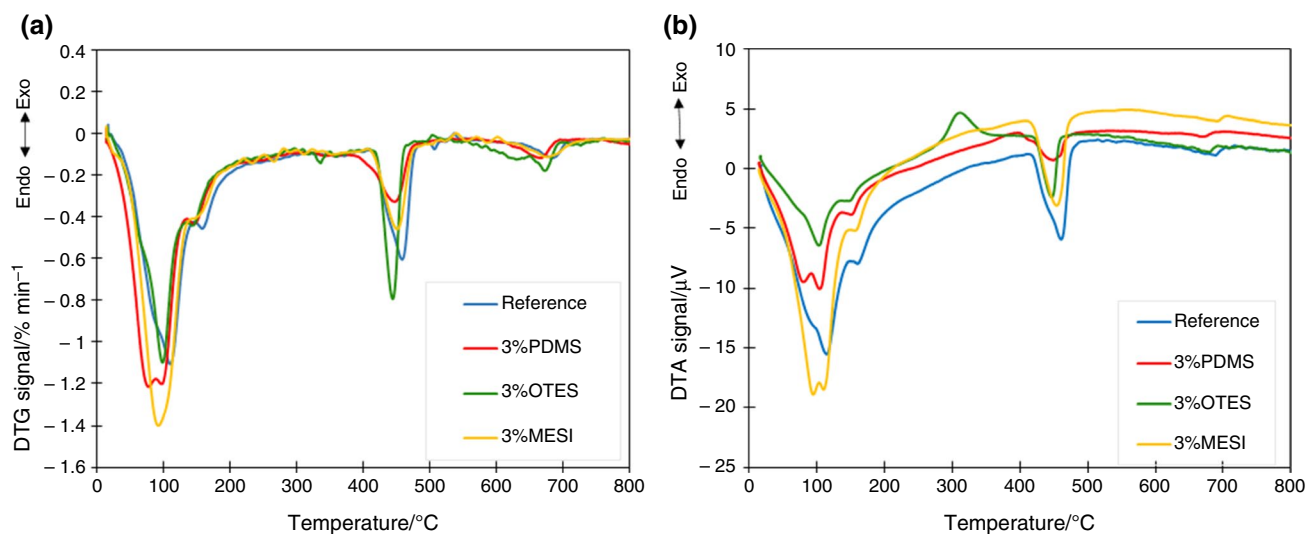 (a)
DTG signal/% min⁻¹
Endo ⟷ Exo
0.4
0.2
0
– 0.2
– 0.4
– 0.6
– 0.8
– 1
– 1.2
– 1.4
– 1.6
0 100 200 300 400 500 600 700 800
Temperature/°C
Reference
3%PDMS
3%OTES
3%MESI
(b)
DTA signal/μV
Endo ⟷ Exo
10
5
0
–5
–10
–15
–20
–25
0 100 200 300 400 500 600 700 800
Temperature/°C
Reference
3%PDMS
3%OTES
3%MESI